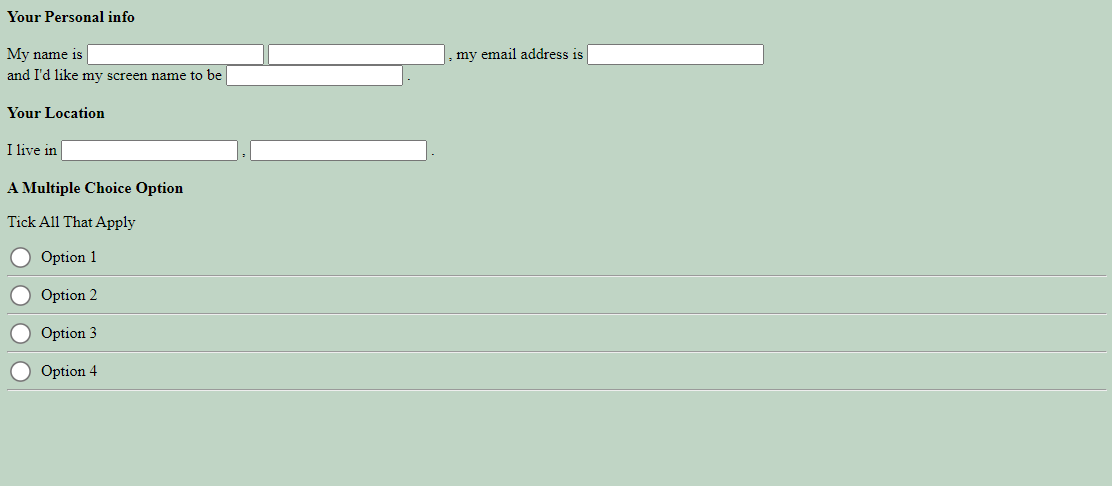 Your Personal info
My name is , my email address is
and I'd like my screen name to be .
Your Location
I live in , .
A Multiple Choice Option
Tick All That Apply
Option 1
Option 2
Option 3
Option 4